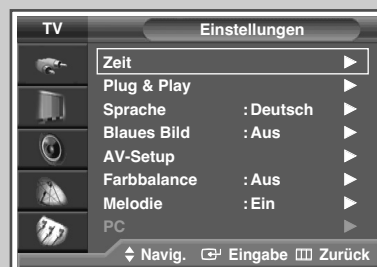 TV Einstellungen
Zeit
Plug & Play
Sprache : Deutsch
Blaues Bild : Aus
AV-Setup
Farbbalance : Aus
Melodie : Ein
PC
Navig. Eingabe Zurück